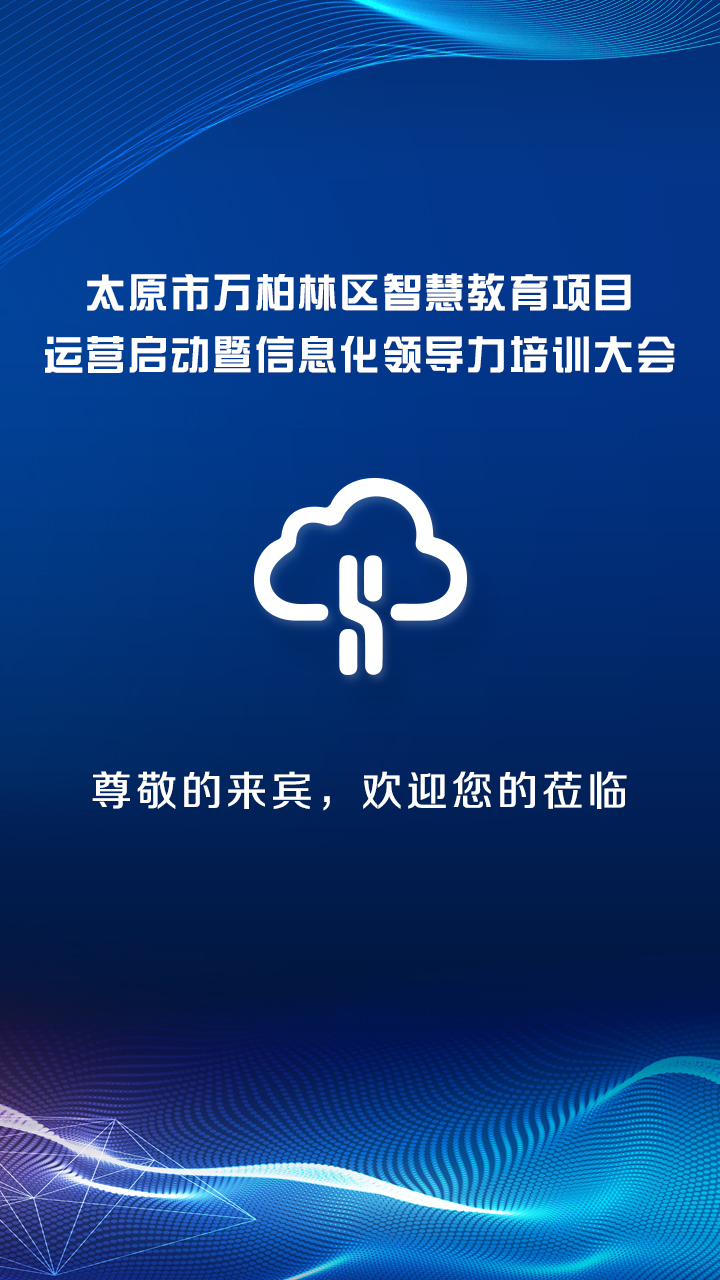 太原市万柏林区智慧教育项目
运营启动暨信息化领导力培训大会
尊敬的来宾，欢迎您的莅临